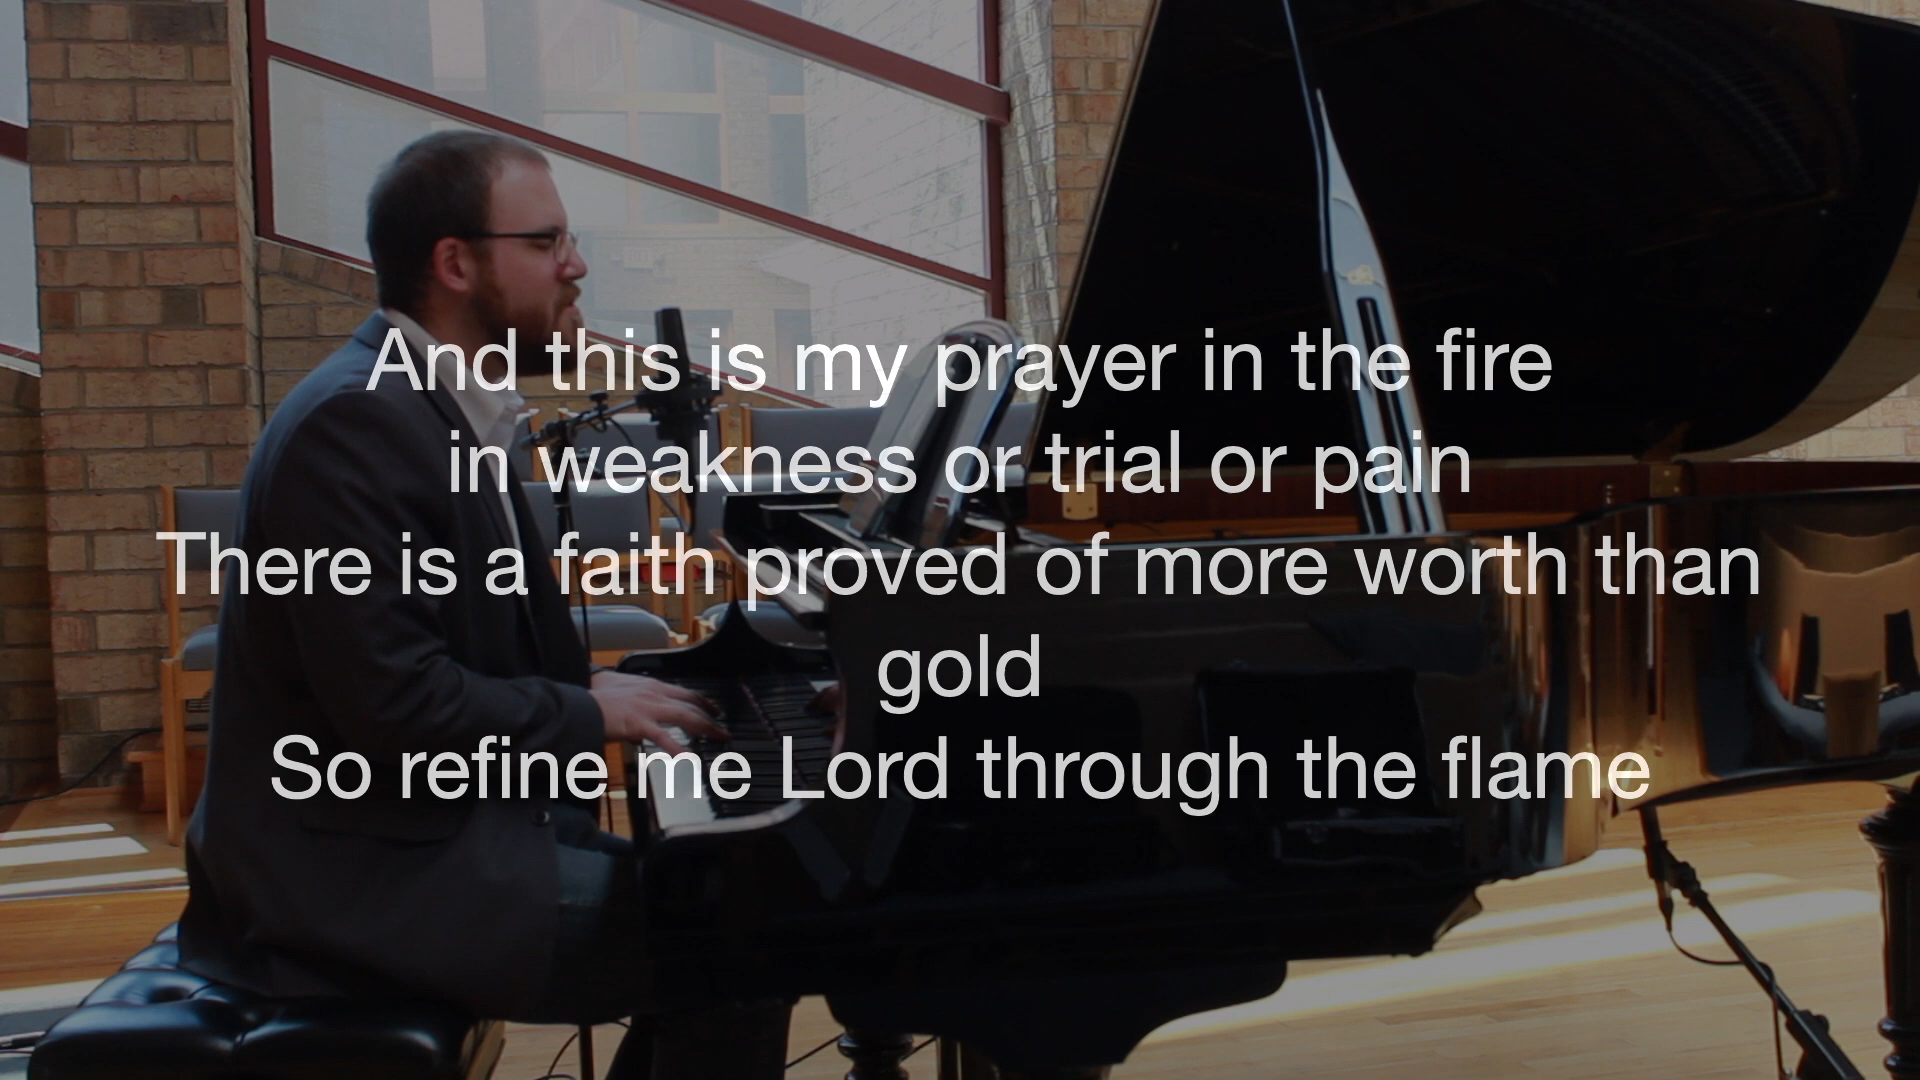 And this is my prayer in the fire
in weakness or trial or pain
There is a faith proved of more worth than
gold
So refine me Lord through the flame